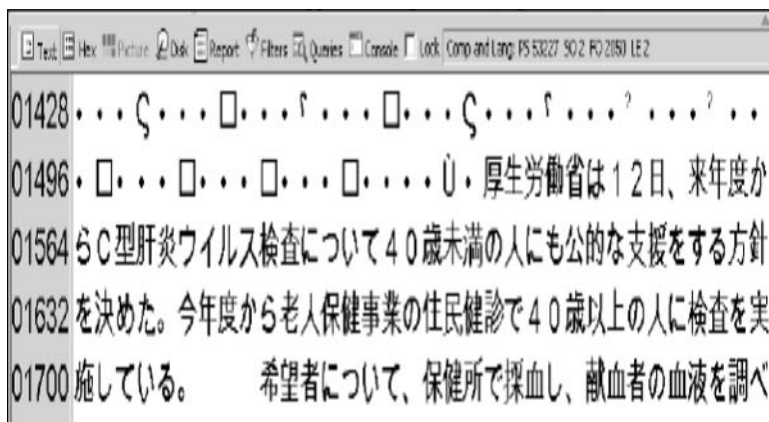 Text Hex Picture Disk Report Filters Queries Console Lock Comp and Lang: PS 53227 SO 2 FO 2050 LE 2
01428 · · · ς · · · □ · · · ؟ · · · □ · · · ς · · · ؟ · · · ? · · · ? · ·
01496 · □ · · · □ · · · □ · · · □ · · · · Ù · 厚生労働省は12日、来年度か
01564 らC型肝炎ウイルス検査について40歳未満の人にも公的な支援をする方針
01632 を決めた。今年度から老人保健事業の住民健診で40歳以上の人に検査を実
01700 施している。　　希望者について、保健所で採血し、献血者の血液を調べ